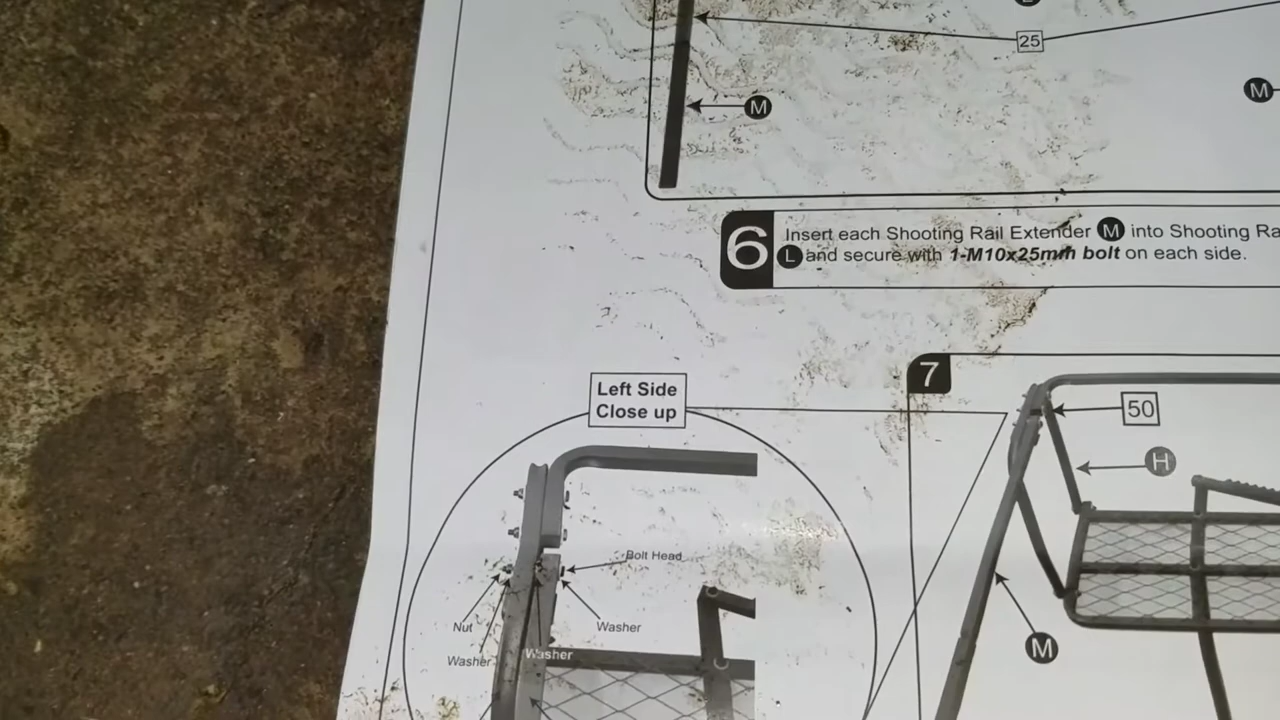 25
M
M
6
Insert each Shooting Rail Extender M into Shooting Ra
L and secure with 1-M10x25mm bolt on each side.
Left Side
Close up
7
50
H
Bolt Head
Nut
Washer
Washer
Washer
M